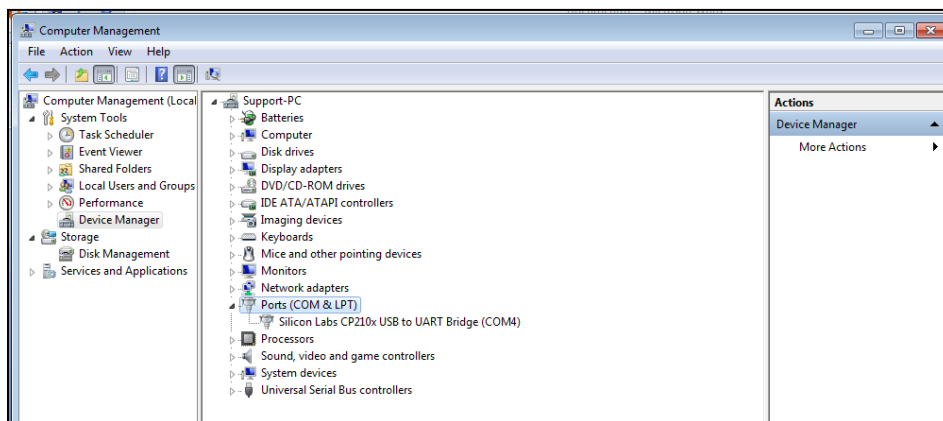 Computer Management
File Action View Help
Computer Management (Local
System Tools
Task Scheduler
Event Viewer
Shared Folders
Local Users and Groups
Performance
Device Manager
Storage
Disk Management
Services and Applications
Support-PC
Batteries
Computer
Disk drives
Display adapters
DVD/CD-ROM drives
IDE ATA/ATAPI controllers
Imaging devices
Keyboards
Mice and other pointing devices
Monitors
Network adapters
Ports (COM & LPT)
Silicon Labs CP210x USB to UART Bridge (COM4)
Processors
Sound, video and game controllers
System devices
Universal Serial Bus controllers
Actions
Device Manager
More Actions